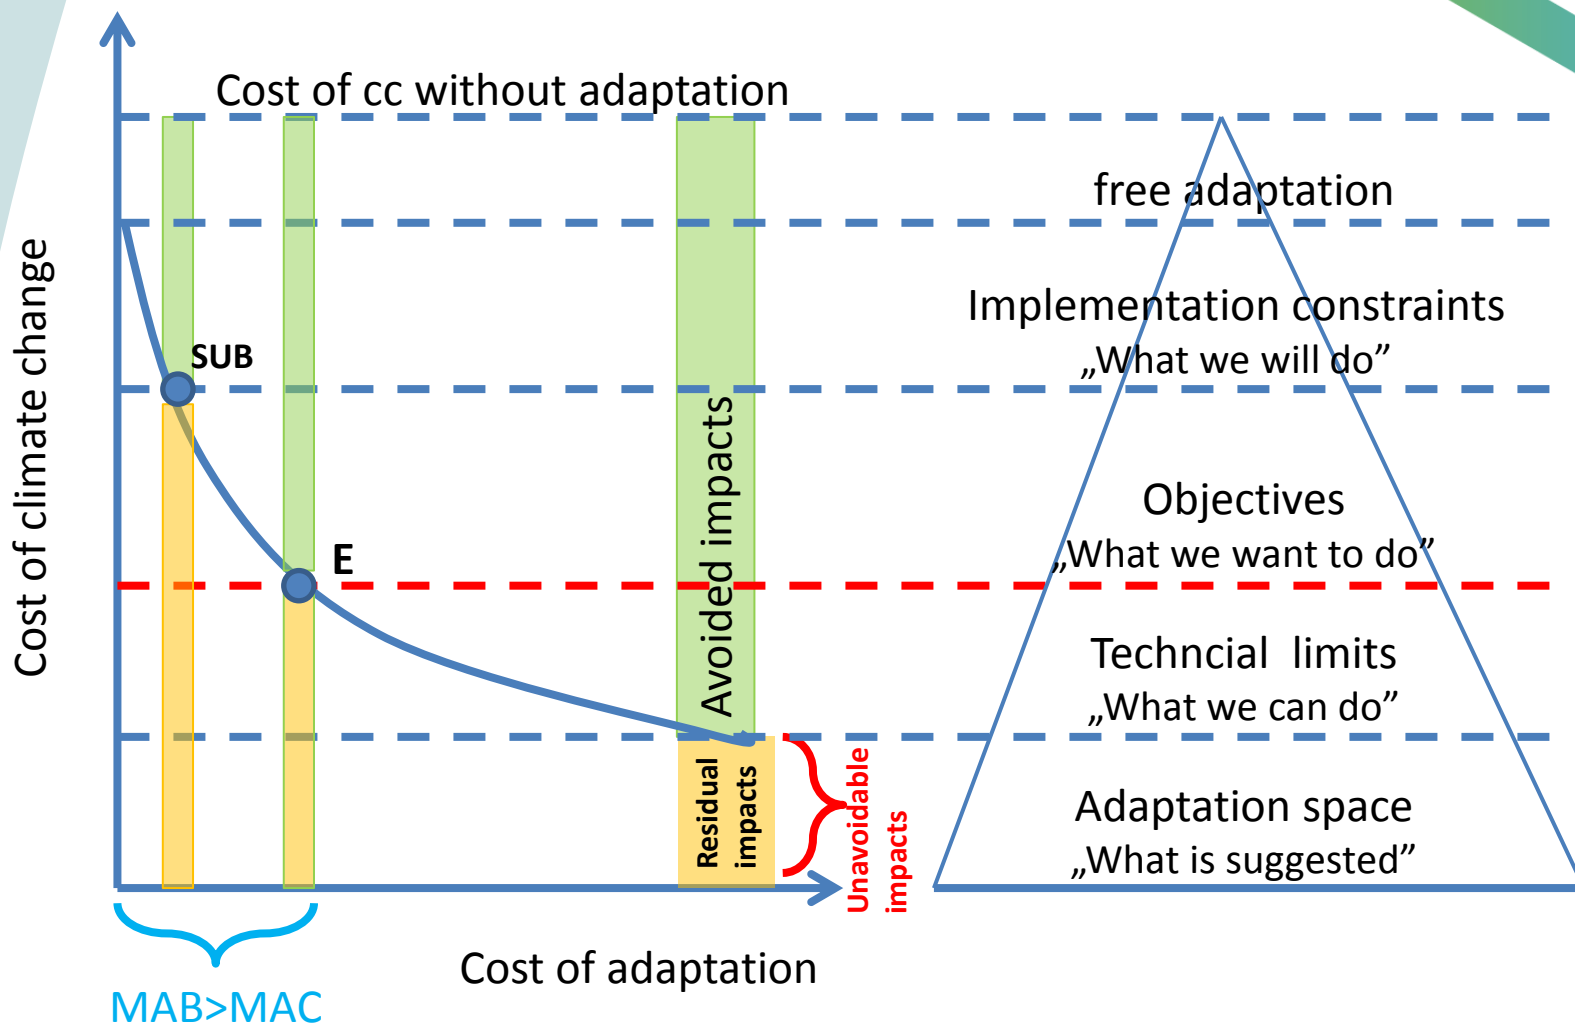 Cost of cc without adaptation
free adaptation
Cost of climate change
Implementation constraints
„What we will do”
SUB
Avoided impacts
Objectives
„What we want to do”
E
Techncial limits
„What we can do”
Residual
impacts
Unavoidable
impacts
Adaptation space
„What is suggested”
Cost of adaptation
MAB>MAC